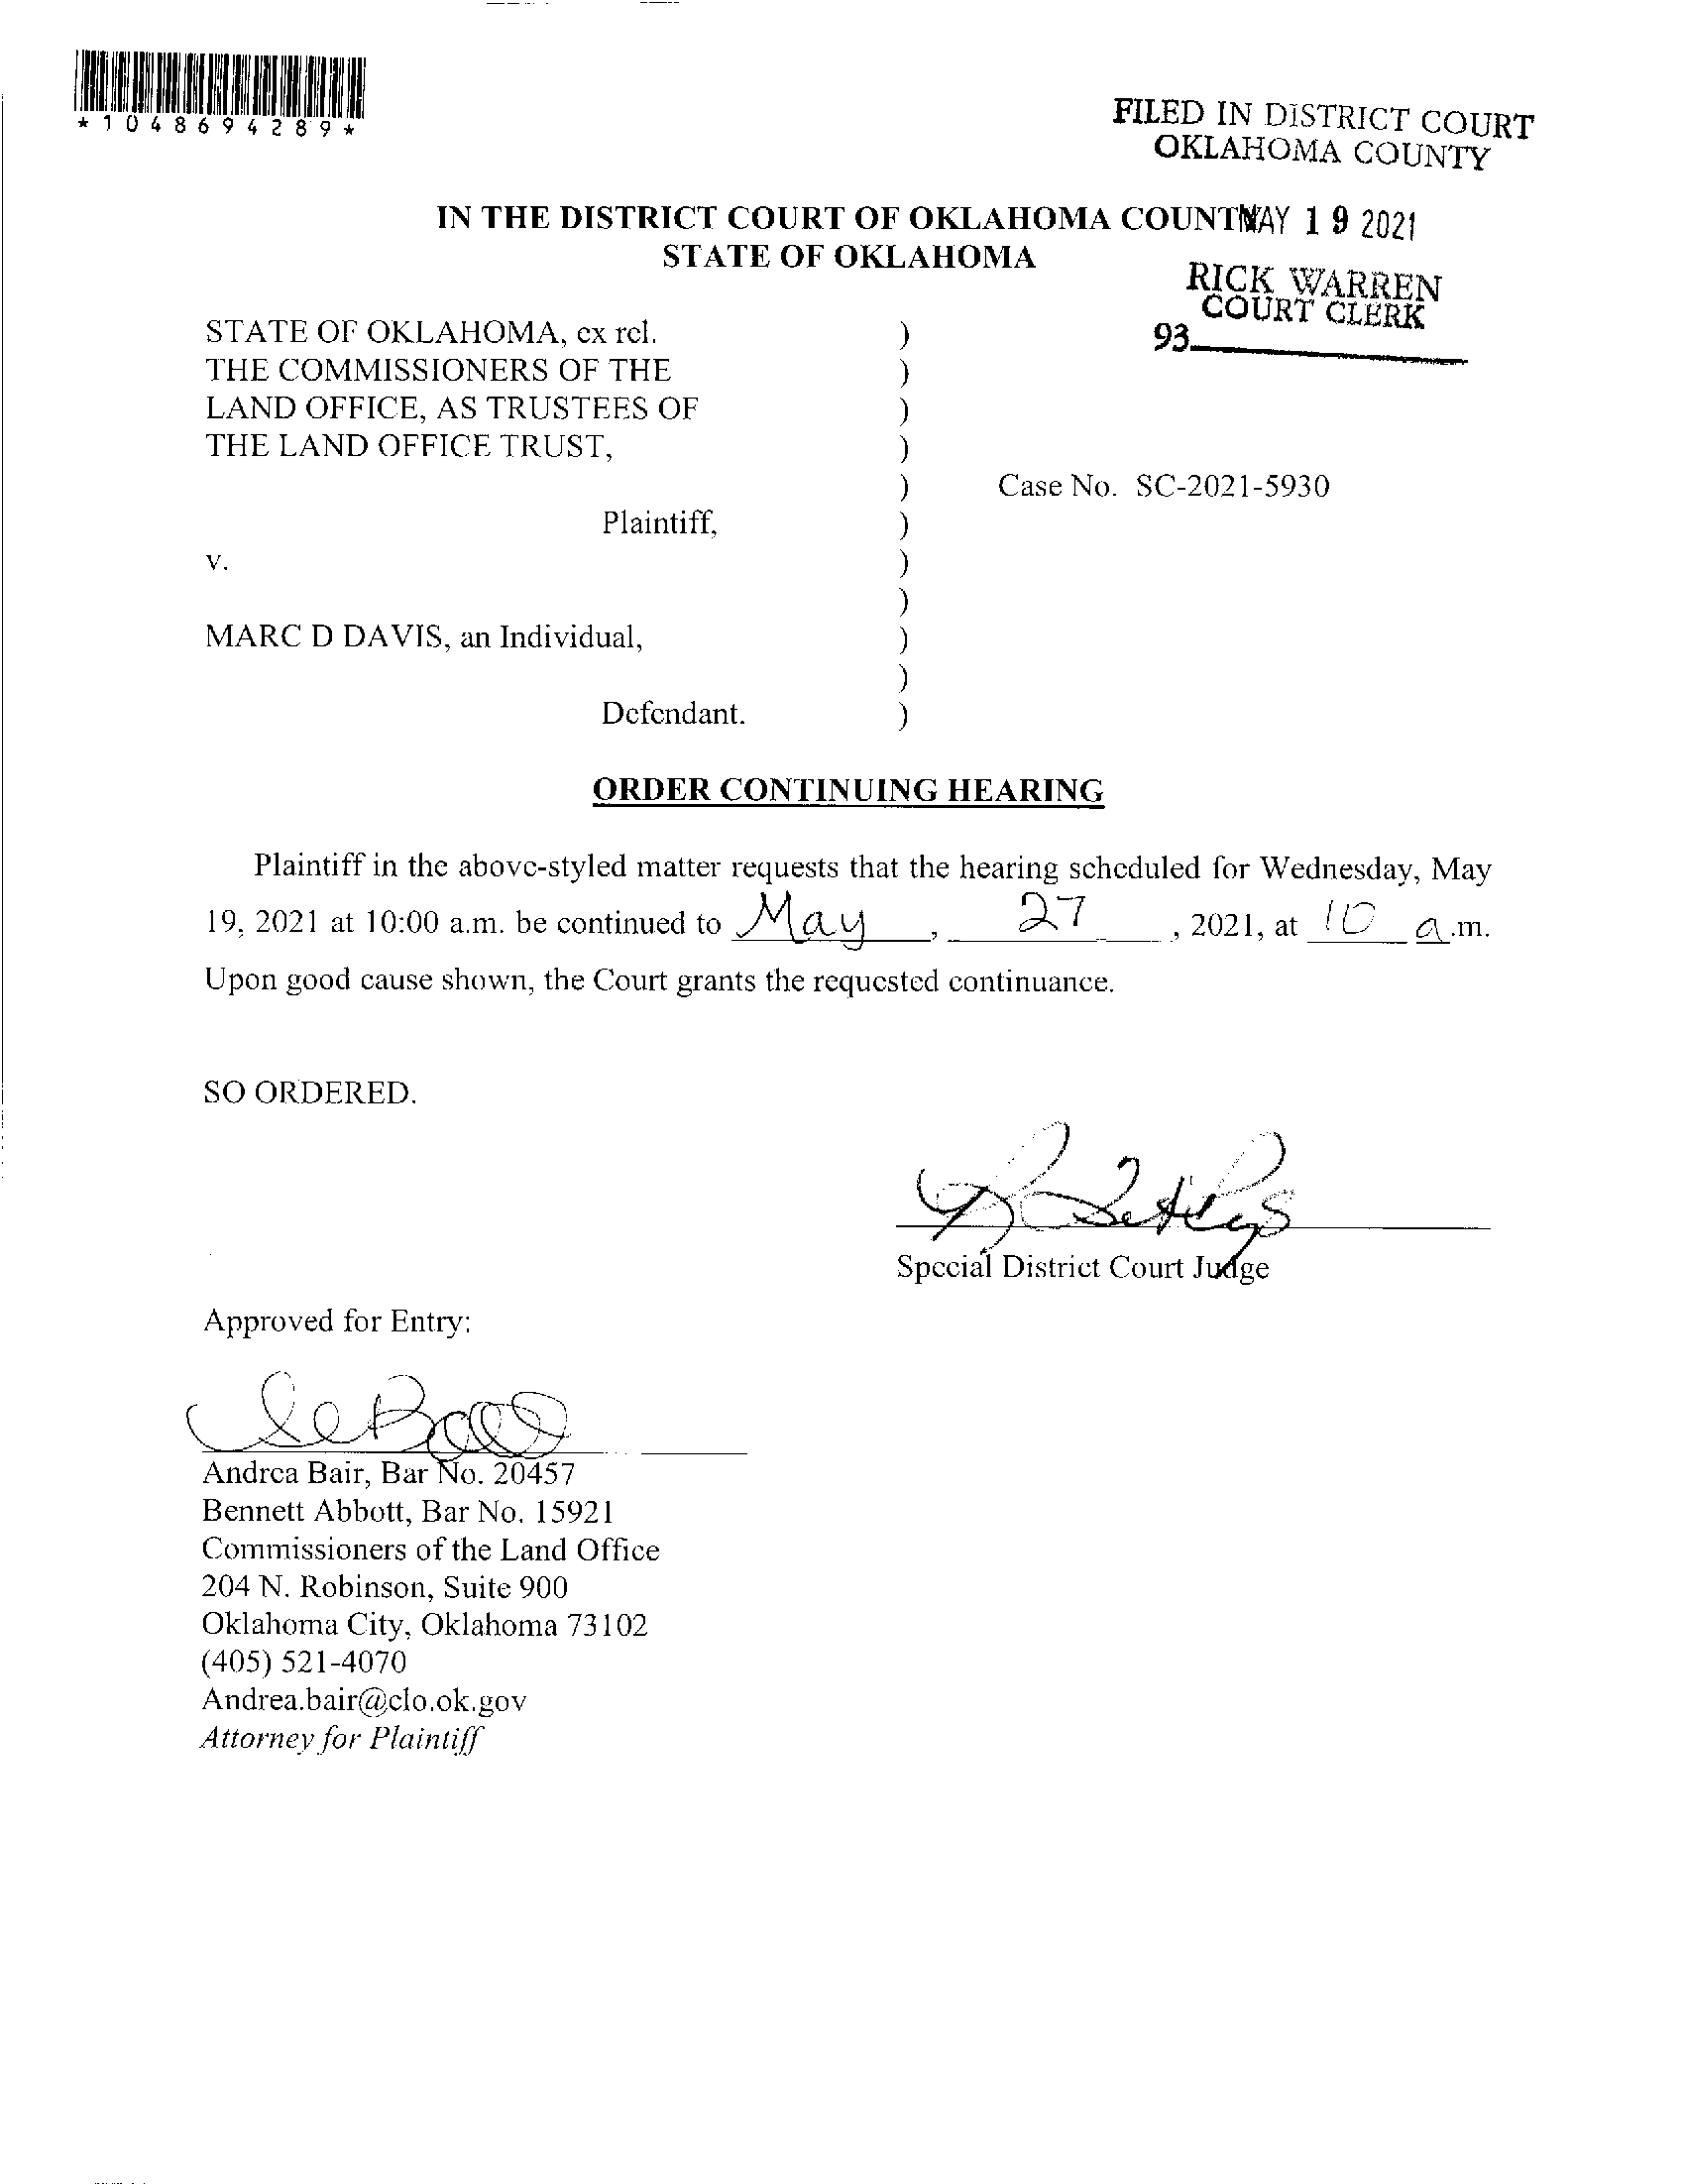 *1048694289*
FILED IN DISTRICT COURT
OKLAHOMA COUNTY
IN THE DISTRICT COURT OF OKLAHOMA COUNTY
MAY 19 2021
STATE OF OKLAHOMA
RICK WARREN
COURT CLERK
93
STATE OF OKLAHOMA, ex rel. )
THE COMMISSIONERS OF THE )
LAND OFFICE, AS TRUSTEES OF )
THE LAND OFFICE TRUST, )
) Case No. SC-2021-5930
Plaintiff, )
v. )
)
MARC D DAVIS, an Individual, )
)
Defendant. )
ORDER CONTINUING HEARING
Plaintiff in the above-styled matter requests that the hearing scheduled for Wednesday, May
19, 2021 at 10:00 a.m. be continued to May, 27, 2021, at 10 a.m.
Upon good cause shown, the Court grants the requested continuance.
SO ORDERED.
Special District Court Judge
Approved for Entry:
Andrea Bair, Bar No. 20457
Bennett Abbott, Bar No. 15921
Commissioners of the Land Office
204 N. Robinson, Suite 900
Oklahoma City, Oklahoma 73102
(405) 521-4070
Andrea.bair@clo.ok.gov
Attorney for Plaintiff